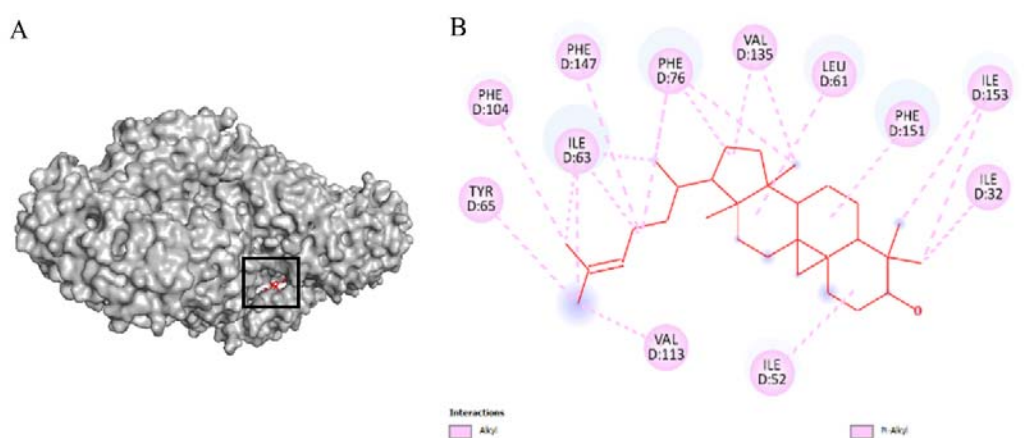 A
B
PHE
D:147
PHE
D:76
VAL
D:135
LEU
D:61
ILE
D:153
PHE
D:104
PHE
D:151
ILE
D:63
TYR
D:65
ILE
D:32
O
VAL
D:113
ILE
D:52
Interactions
Alkyl
Pi-Alkyl